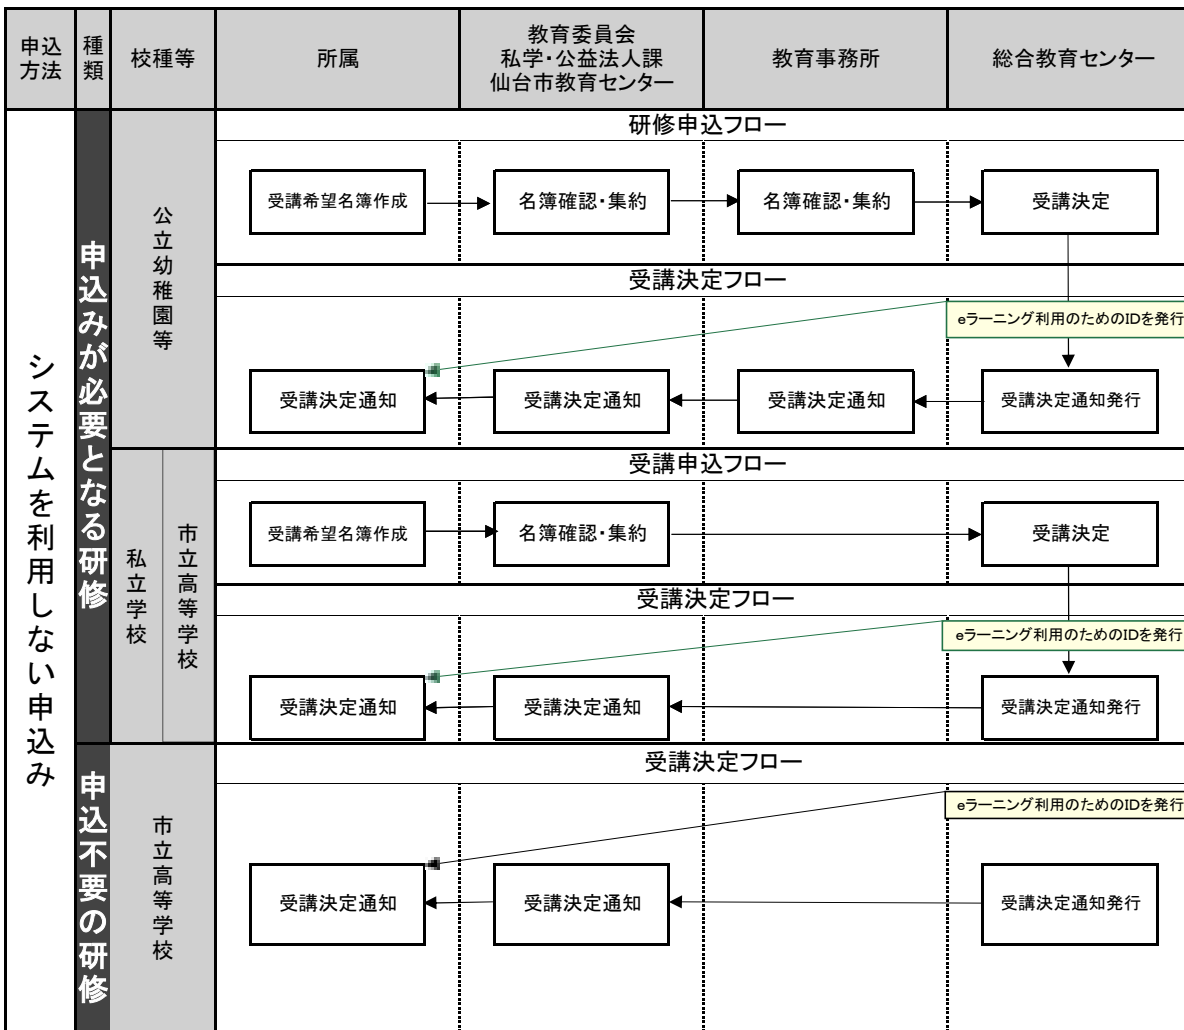 申込
方法
種
類
校種等
所属
教育委員会
私学・公益法人課
仙台市教育センター
教育事務所
総合教育センター
システムを利用しない申込み
申込みが必要となる研修
公立幼稚園等
研修申込フロー
受講希望名簿作成
名簿確認・集約
名簿確認・集約
受講決定
受講決定フロー
eラーニング利用のためのIDを発行
受講決定通知
受講決定通知
受講決定通知
受講決定通知発行
私立学校
市立高等学校
受講申込フロー
受講希望名簿作成
名簿確認・集約
受講決定
受講決定フロー
eラーニング利用のためのIDを発行
受講決定通知
受講決定通知
受講決定通知発行
申込不要の研修
市立高等学校
受講決定フロー
eラーニング利用のためのIDを発行
受講決定通知
受講決定通知
受講決定通知発行